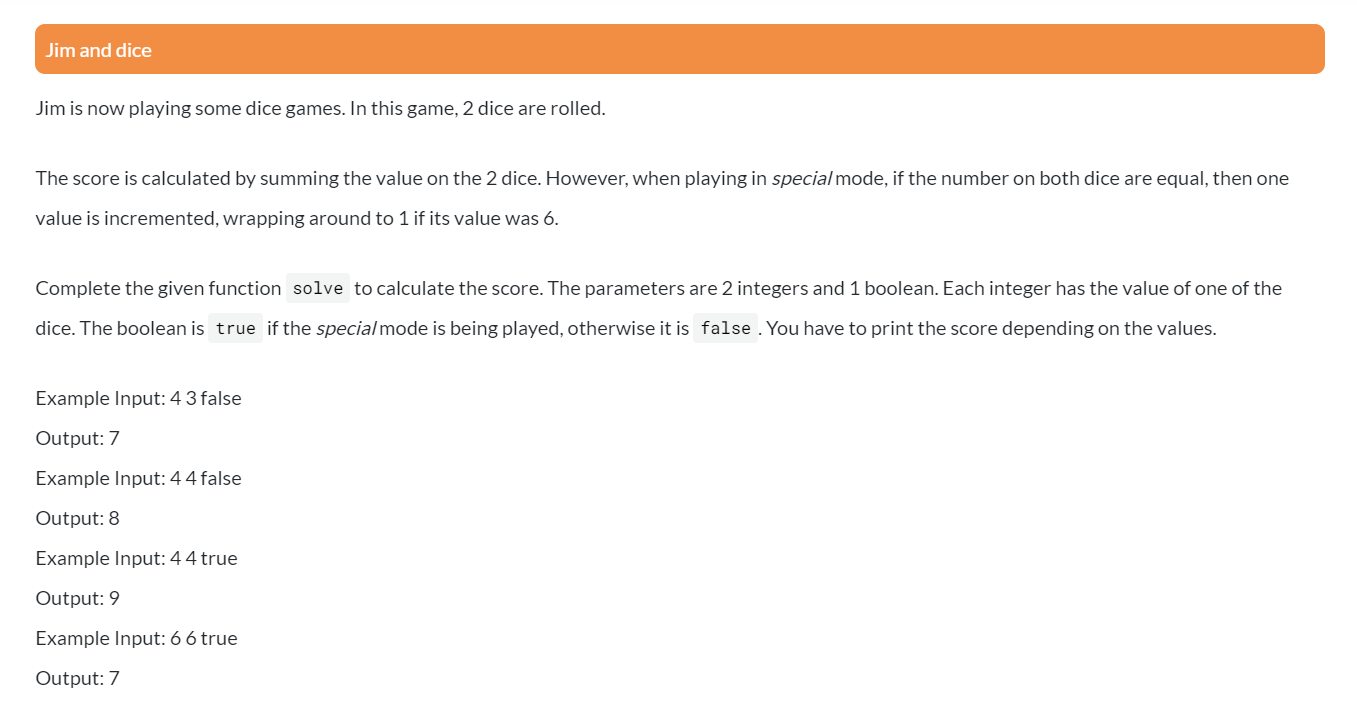 Jim and dice
Jim is now playing some dice games. In this game, 2 dice are rolled.
The score is calculated by summing the value on the 2 dice. However, when playing in special mode, if the number on both dice are equal, then one
value is incremented, wrapping around to 1 if its value was 6.
Complete the given function solve to calculate the score. The parameters are 2 integers and 1 boolean. Each integer has the value of one of the
dice. The boolean is true if the special mode is being played, otherwise it is false . You have to print the score depending on the values.
Example Input: 4 3 false
Output: 7
Example Input: 4 4 false
Output: 8
Example Input: 4 4 true
Output: 9
Example Input: 6 6 true
Output: 7